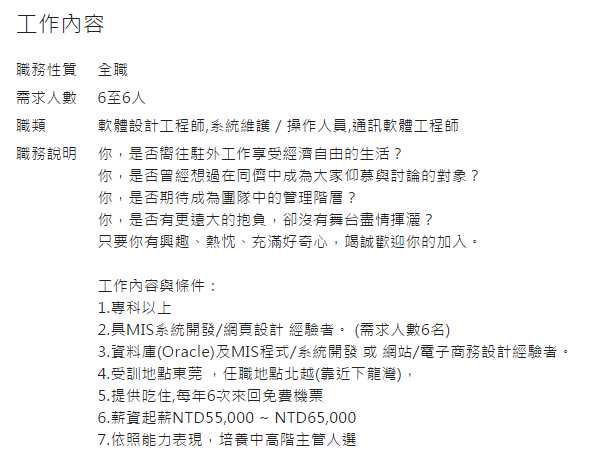 工作內容
職務性質 全職
需求人數 6至6人
職類 軟體設計工程師,系統維護／操作人員,通訊軟體工程師
職務說明 你，是否嚮往駐外工作享受經濟自由的生活？
你，是否曾經想過在同儕中成為大家仰慕與討論的對象？
你，是否期待成為團隊中的管理階層？
你，是否有更遠大的抱負，卻沒有舞台盡情揮灑？
只要你有興趣、熱忱、充滿好奇心，竭誠歡迎你的加入。
工作內容與條件：
1.專科以上
2.具MIS系統開發/網頁設計 經驗者。 (需求人數6名)
3.資料庫(Oracle)及MIS程式/系統開發 或 網站/電子商務設計經驗者。
4.受訓地點東莞 ，任職地點北越(靠近下龍灣)，
5.提供吃住,每年6次來回免費機票
6.薪資起薪NTD55,000 ~ NTD65,000
7.依照能力表現，培養中高階主管人選